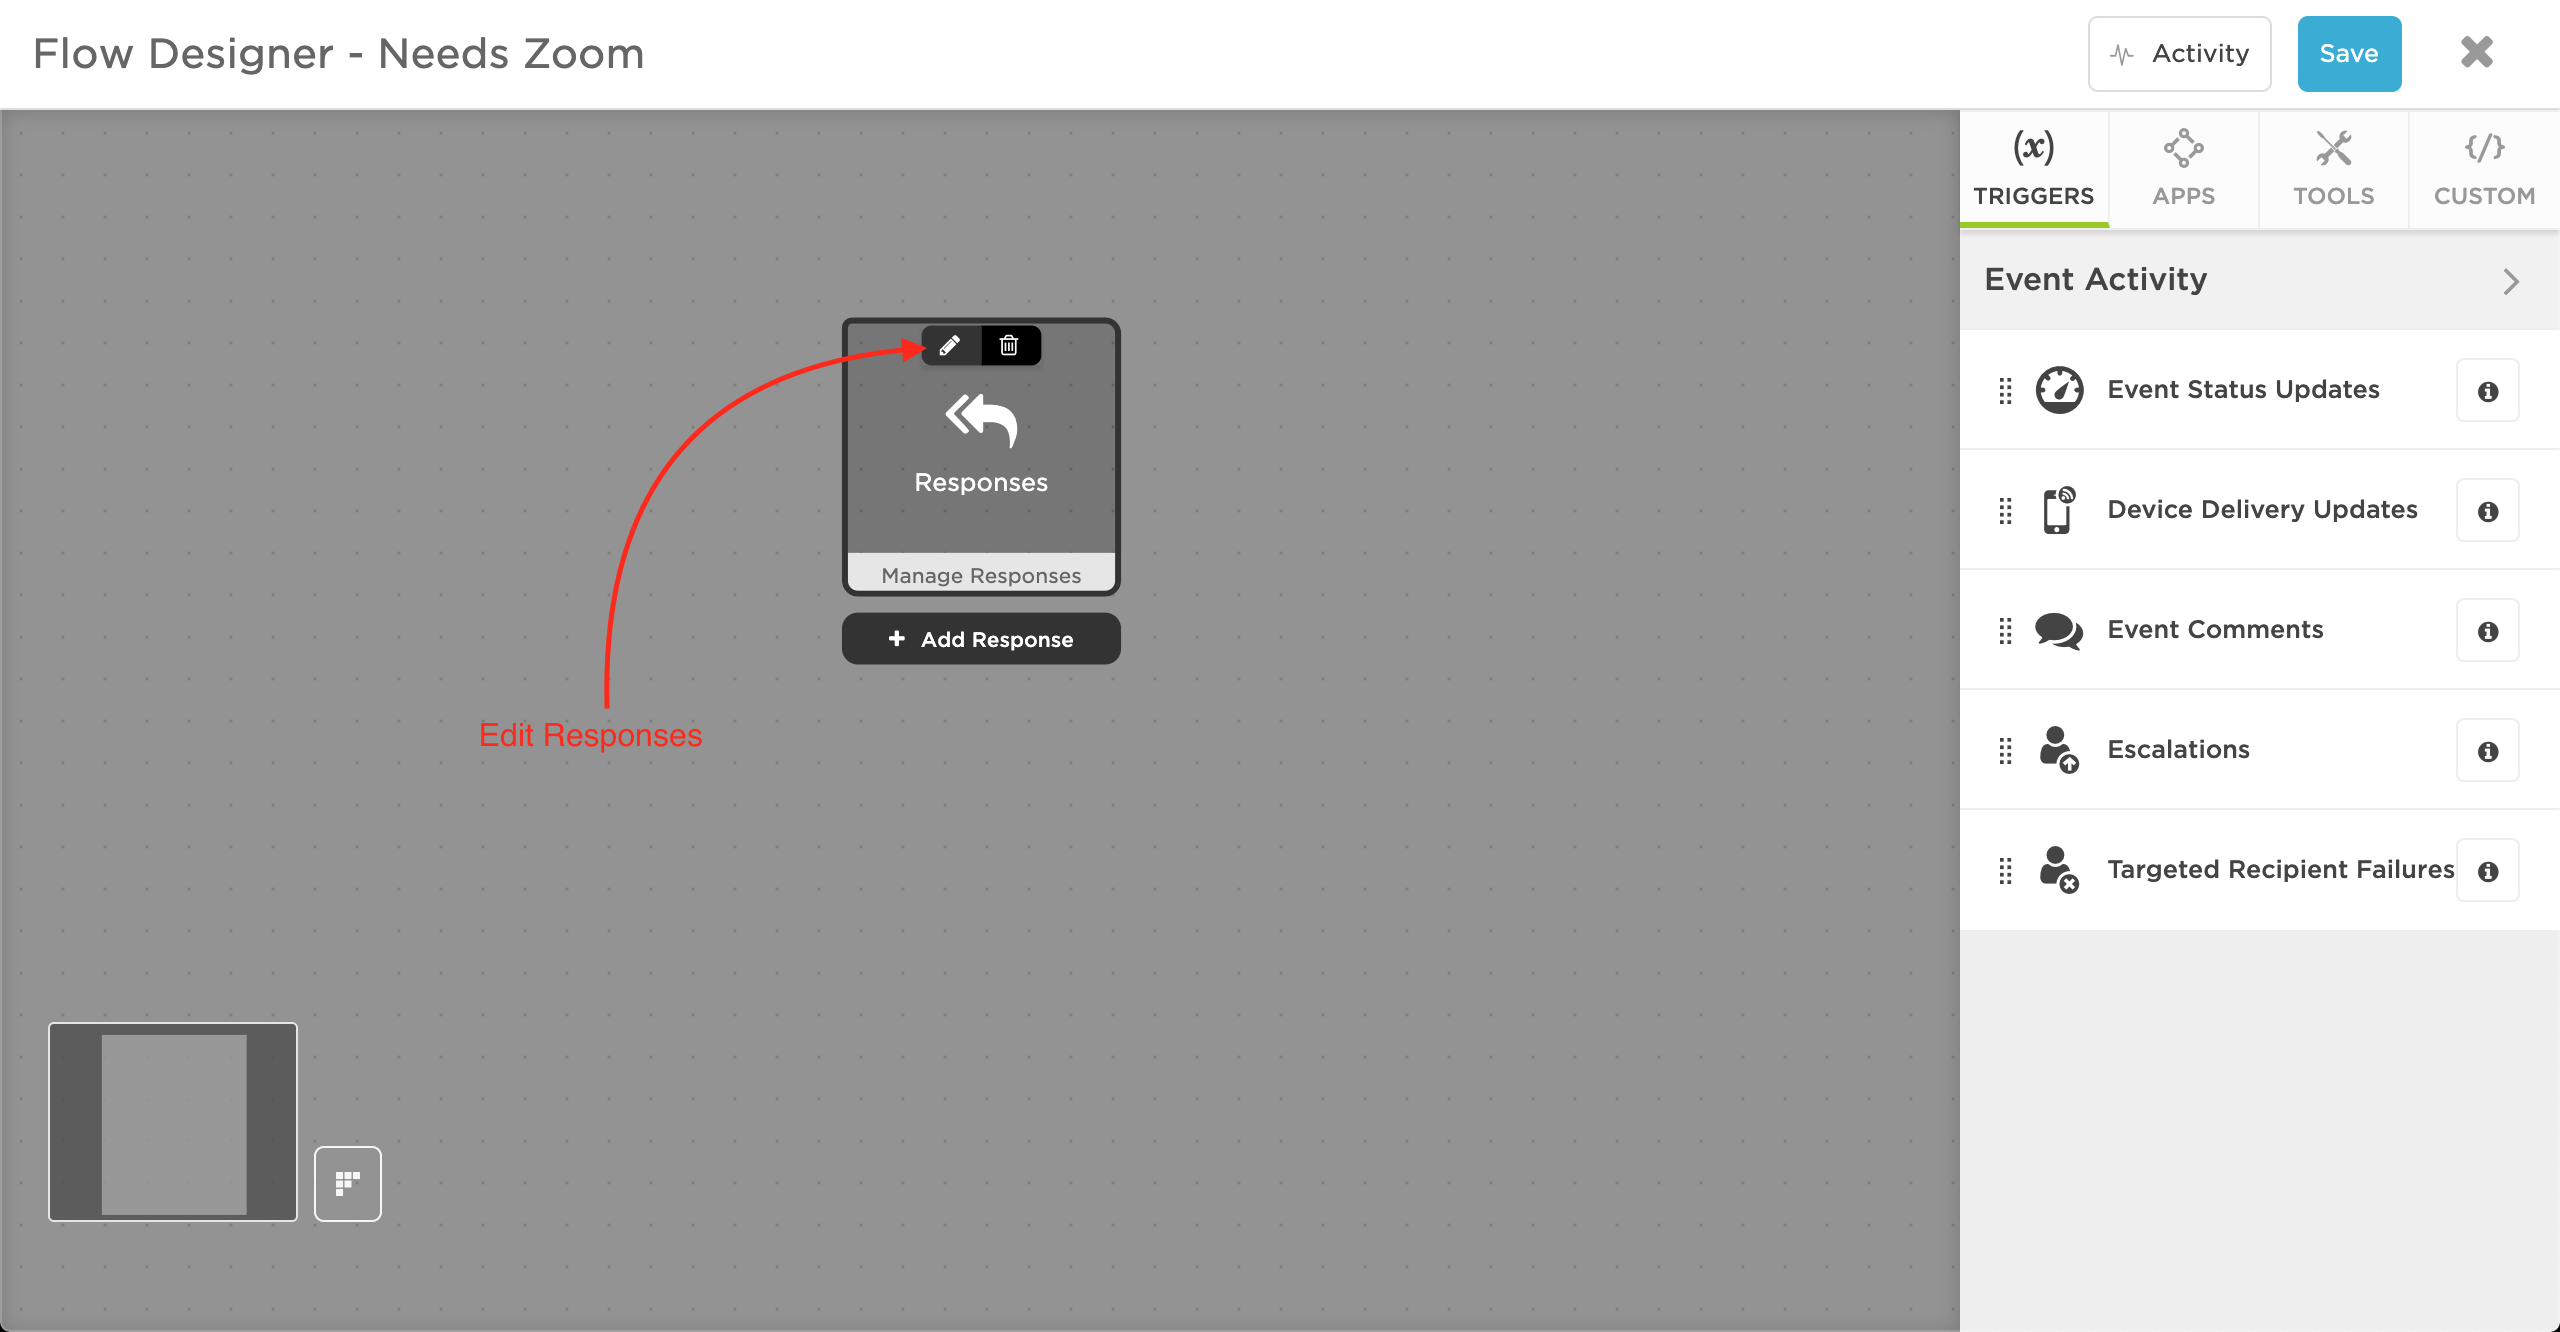 Flow Designer - Needs Zoom
Activity
Save
(x)
TRIGGERS
APPS
TOOLS
{/}
CUSTOM
Event Activity
Event Status Updates
Device Delivery Updates
Event Comments
Escalations
Targeted Recipient Failures
Responses
Manage Responses
+ Add Response
Edit Responses